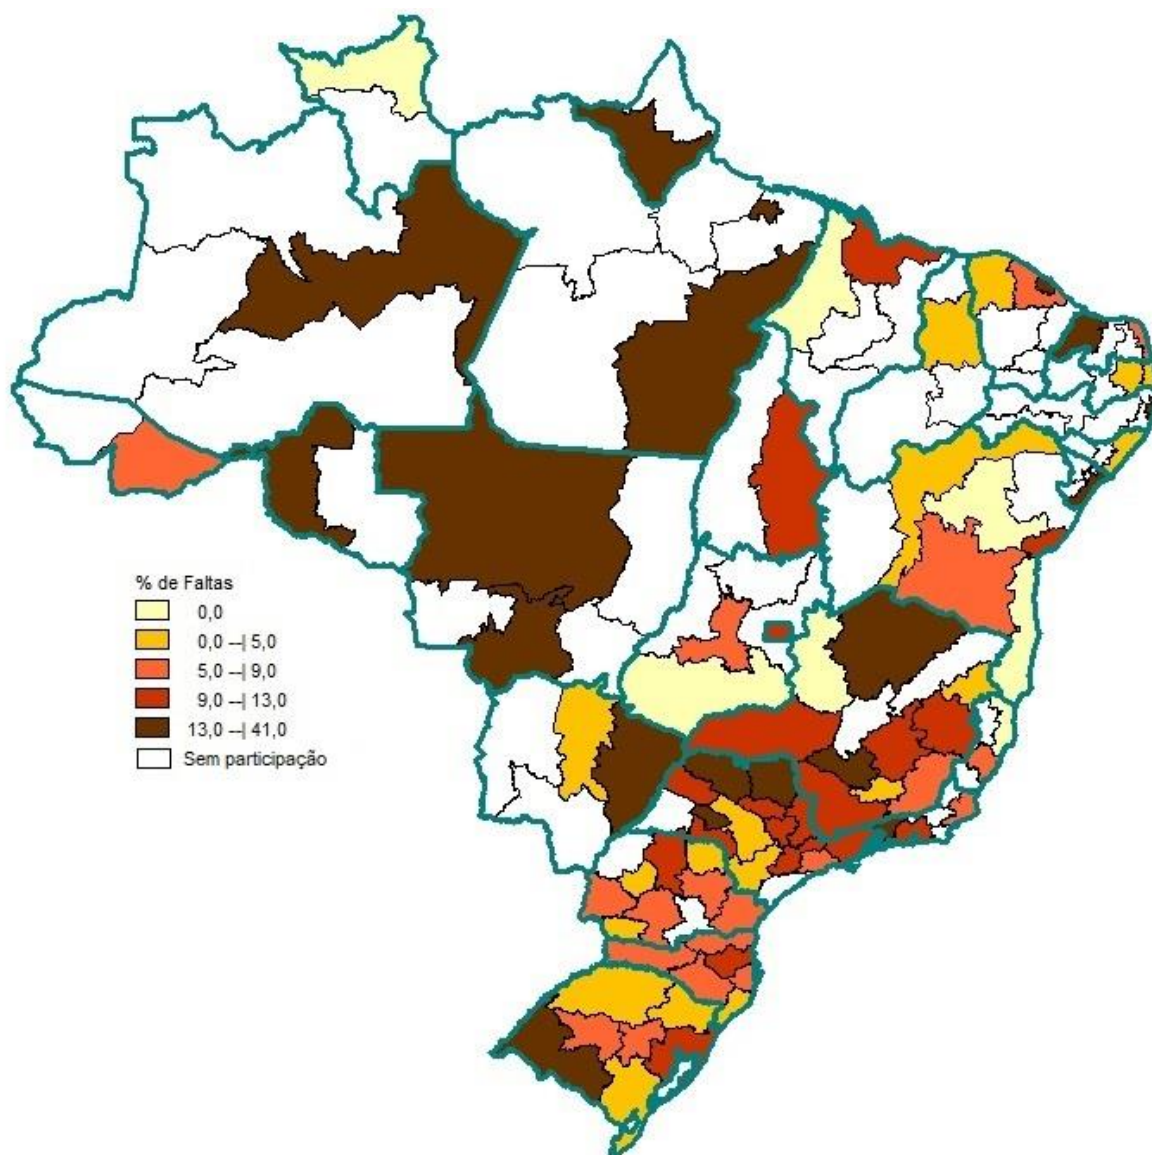 % de Faltas
0,0
0,0 --| 5,0
5,0 --| 9,0
9,0 --| 13,0
13,0 --| 41,0
Sem participação